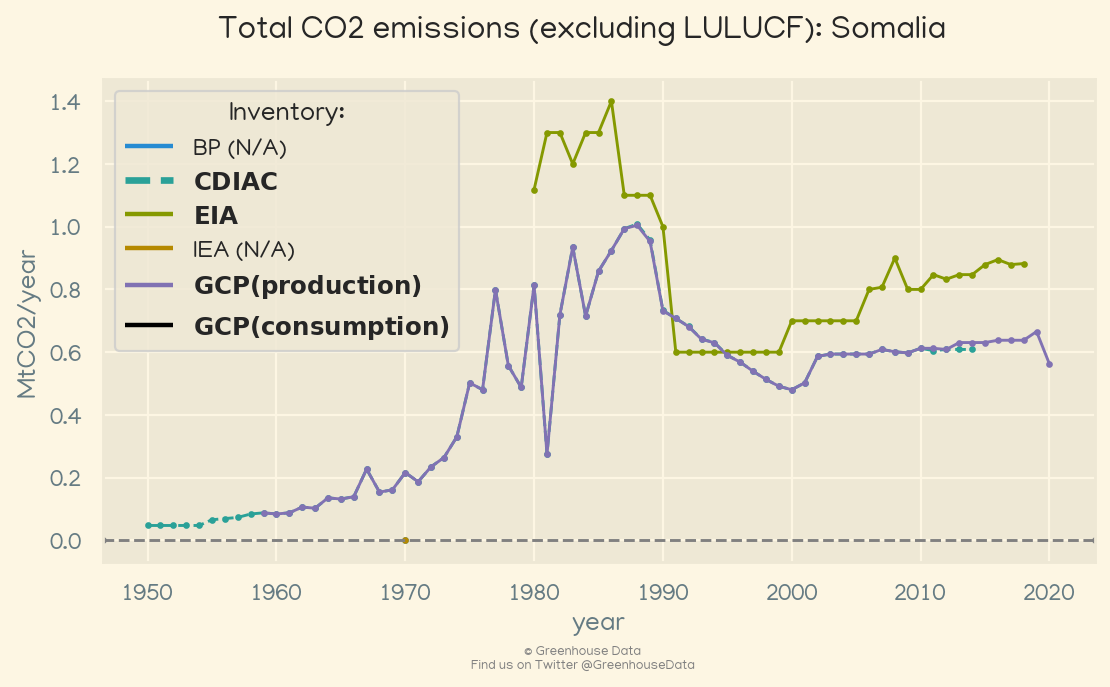 Total CO2 emissions (excluding LULUCF): Somalia
Inventory:
BP (N/A)
CDIAC
EIA
IEA (N/A)
GCP(production)
GCP(consumption)
MtCO2/year
1.4
1.2
1.0
0.8
0.6
0.4
0.2
0.0
1950 1960 1970 1980 1990 2000 2010 2020
year
© Greenhouse Data
Find us on Twitter @GreenhouseData